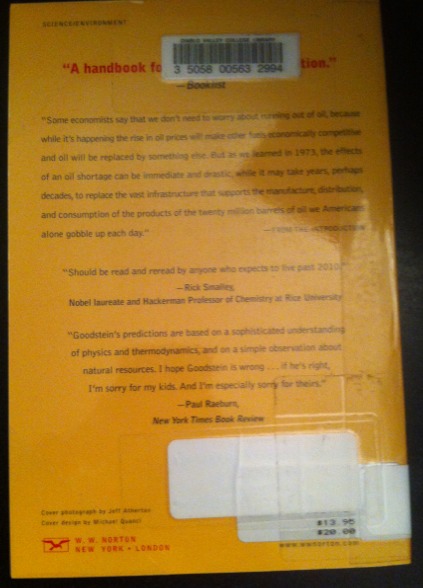 SCIENCE/ENVIRONMENT
OHALO VALLEY COLLEGE LIBRARY
3 5058 00563 2994
"A handbook fo tion."
—Booklist
"Some economists say that we don't need to worry about running out of oil, because
while it's happening the rise in oil prices will make other fuels economically competitive
and oil will be replaced by something else. But as we learned in 1973, the effects
of an oil shortage can be immediate and drastic, while it may take years, perhaps
decades, to replace the vast infrastructure that supports the manufacture, distribution,
and consumption of the products of the twenty million barrels of oil we Americans
alone gobble up each day."
—FROM THE INTRODUCTION
"Should be read and reread by anyone who expects to live past 2010."
—Rick Smalley,
Nobel laureate and Hackerman Professor of Chemistry at Rice University
"Goodstein's predictions are based on a sophisticated understanding
of physics and thermodynamics, and on a simple observation about
natural resources. I hope Goodstein is wrong . . . if he's right,
I'm sorry for my kids. And I'm especially sorry for theirs."
—Paul Raeburn,
New York Times Book Review
Cover photograph by Jeff Atherton
Cover design by Michael
W. W. NORTON
NEW YORK • LONDON
$13.95
$20.00
www.wwnorton.com